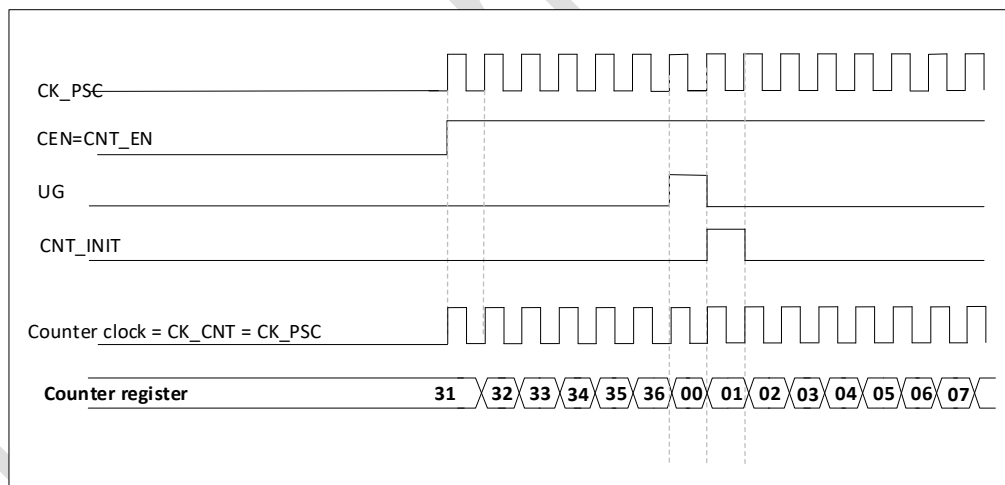 CK_PSC
CEN=CNT_EN
UG
CNT_INIT
Counter clock = CK_CNT = CK_PSC
Counter register 31 32 33 34 35 36 00 01 02 03 04 05 06 07